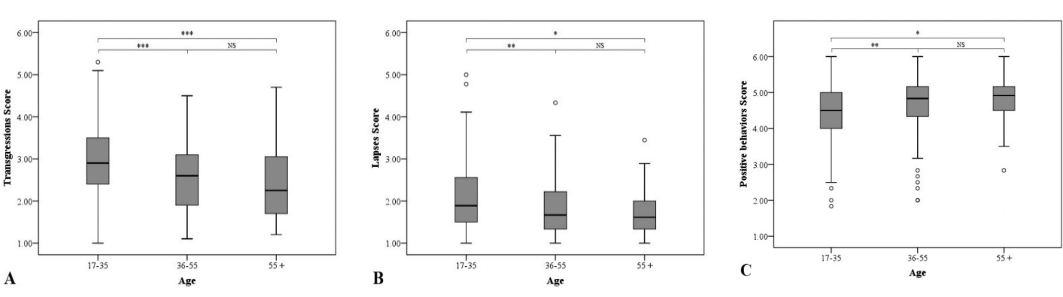 6.00
5.00
4.00
3.00
2.00
1.00
Transgressions Score
***
***
NS
17-35
36-55
55+
Age
A
6.00
5.00
4.00
3.00
2.00
1.00
Lapses Score
*
**
NS
17-35
36-55
55+
Age
B
6.00
5.00
4.00
3.00
2.00
1.00
Positive behaviors Score
*
**
NS
17-35
36-55
55+
Age
C